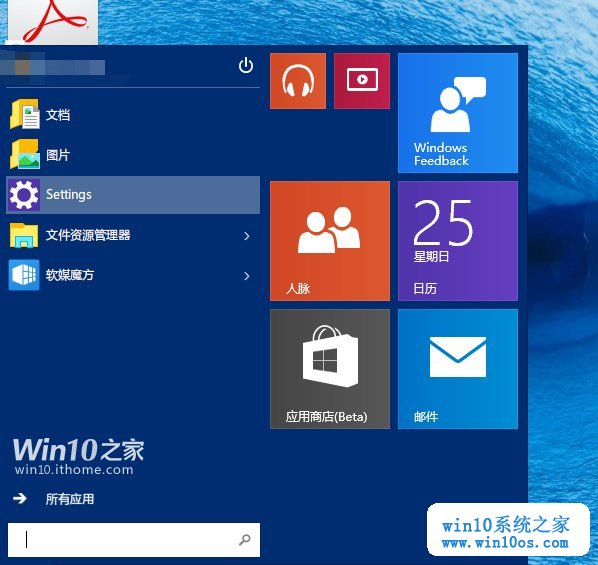 文档
图片
Settings
文件资源管理器
软媒魔方
Win10之家
win10.ithome.com
所有应用
Windows
Feedback
人脉
25
星期日
日历
应用商店(Beta)
邮件
win10系统之家
www.win10os.com